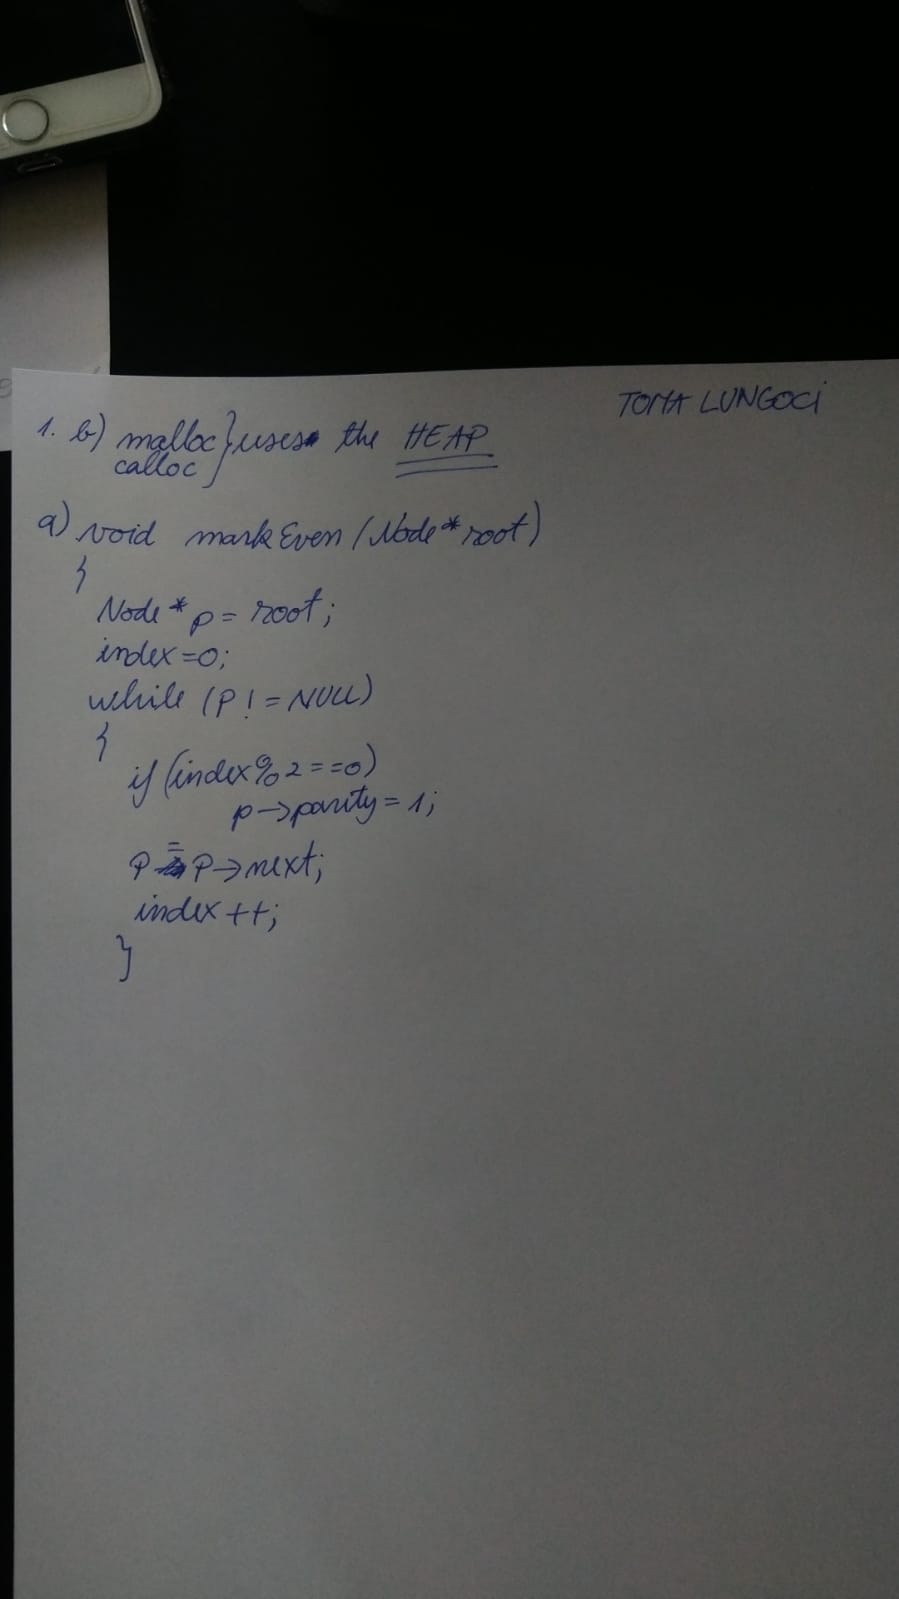 TOMA LUNGOCI
1. b) malloc } uses the HEAP
calloc
a) void markEven (Node* root)
{
Node* p = root;
index=0;
while (P != NULL)
{
if (index%2==0)
p->parity = 1;
P = P->next;
index ++;
}